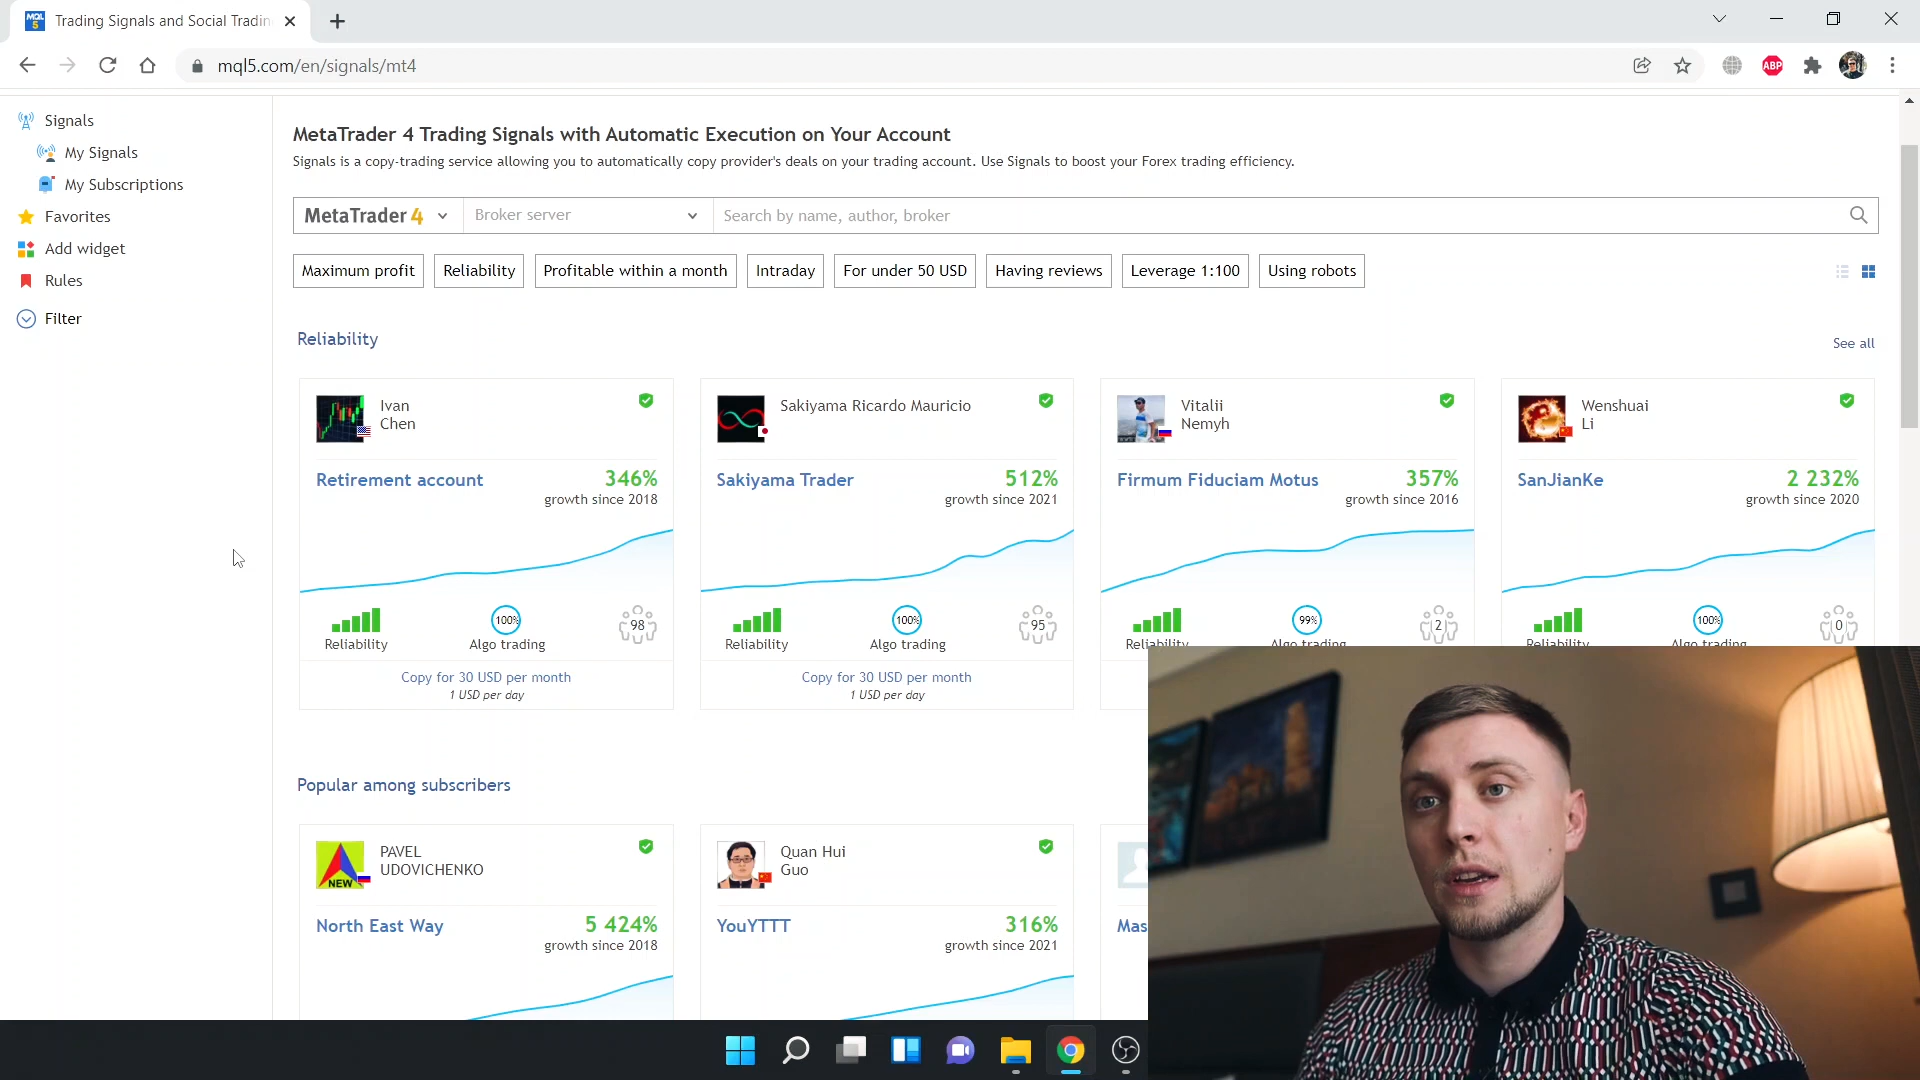 Trading Signals and Social Tradin
mql5.com/en/signals/mt4
ABP
Signals
My Signals
My Subscriptions
Favorites
Add widget
Rules
Filter
MetaTrader 4 Trading Signals with Automatic Execution on Your Account
Signals is a copy-trading service allowing you to automatically copy provider's deals on your trading account. Use Signals to boost your Forex trading efficiency.
MetaTrader 4 Broker server Search by name, author, broker
Maximum profit Reliability Profitable within a month Intraday For under 50 USD Having reviews Leverage 1:100 Using robots
Reliability
See all
Ivan
Chen
Retirement account
346%
growth since 2018
Reliability
100%
Algo trading
98
Copy for 30 USD per month
1 USD per day
Sakiyama Ricardo Mauricio
Sakiyama Trader
512%
growth since 2021
Reliability
100%
Algo trading
95
Copy for 30 USD per month
1 USD per day
Vitalii
Nemyh
Firmum Fiduciam Motus
357%
growth since 2016
Reliability
99%
Algo trading
2
Wenshuai
Li
SanJianKe
2 232%
growth since 2020
Reliability
100%
Algo trading
0
Popular among subscribers
NEW
PAVEL
UDOVICHENKO
North East Way
5 424%
growth since 2018
Quan Hui
Guo
YouYTTT
316%
growth since 2021
Mas